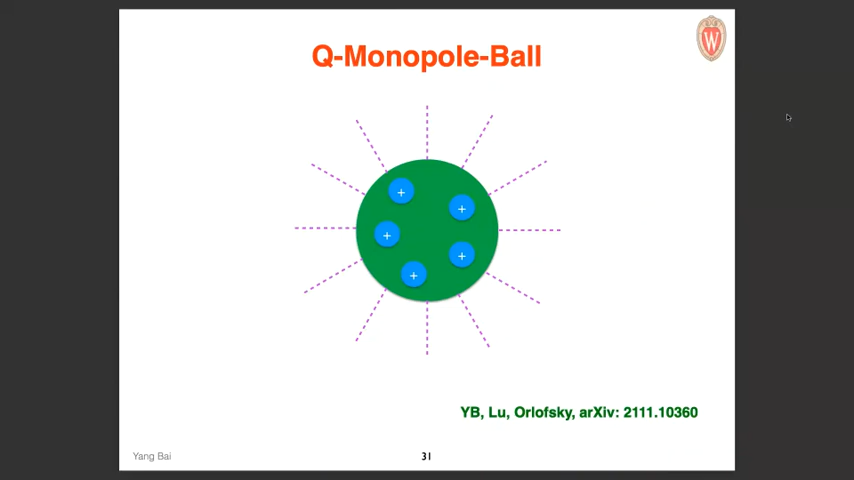 Q-Monopole-Ball
W
+
+
+
+
+
YB, Lu, Orlofsky, arXiv: 2111.10360
Yang Bai
31